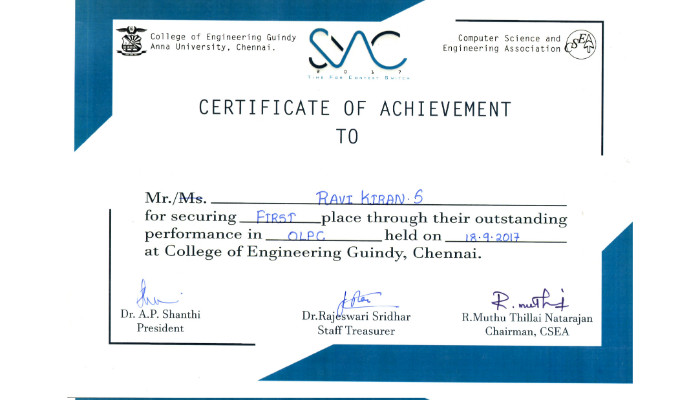 College of Engineering Guindy
Anna University, Chennai.
SYNC
2017
Time For Context Switch
Computer Science and
Engineering Association
CSEA
CERTIFICATE OF ACHIEVEMENT
TO
Mr./Ms. RAVI KIRAN.S
for securing FIRST place through their outstanding
performance in OLPC held on 18.9.2017
at College of Engineering Guindy, Chennai.
R.muthu
Dr. A.P. Shanthi
President
Dr.Rajeswari Sridhar
Staff Treasurer
R.Muthu Thillai Natarajan
Chairman, CSEA